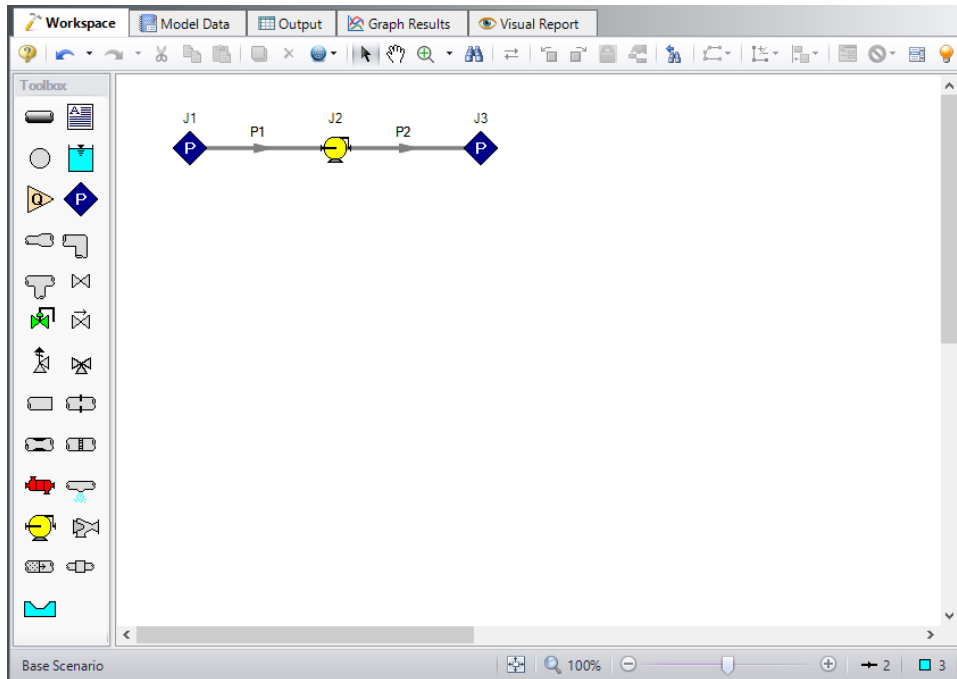 Workspace Model Data Output Graph Results Visual Report
Toolbox
A
Q P
J1 J2 J3
P1 P2
P P
Base Scenario 100% 2 3